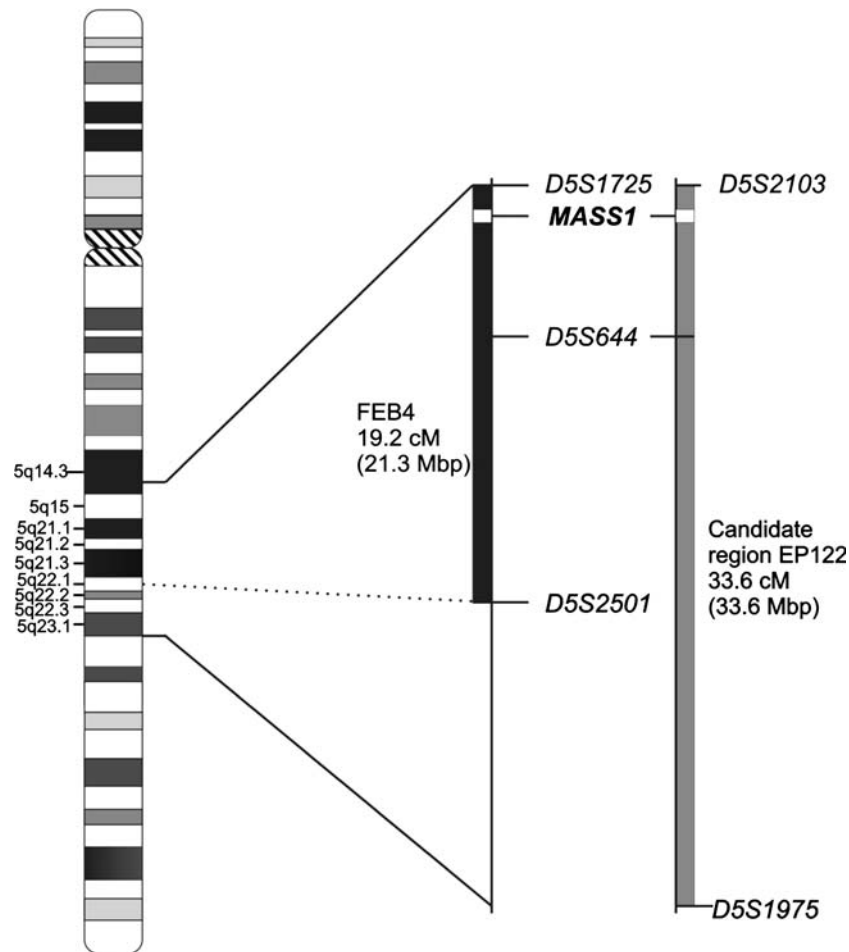 5q14.3
5q15
5q21.1
5q21.2
5q21.3
5q22.1
5q22.2
5q22.3
5q23.1
FEB4
19.2 cM
(21.3 Mbp)
D5S1725
MASS1
D5S644
D5S2501
D5S2103
Candidate
region EP122
33.6 cM
(33.6 Mbp)
D5S1975